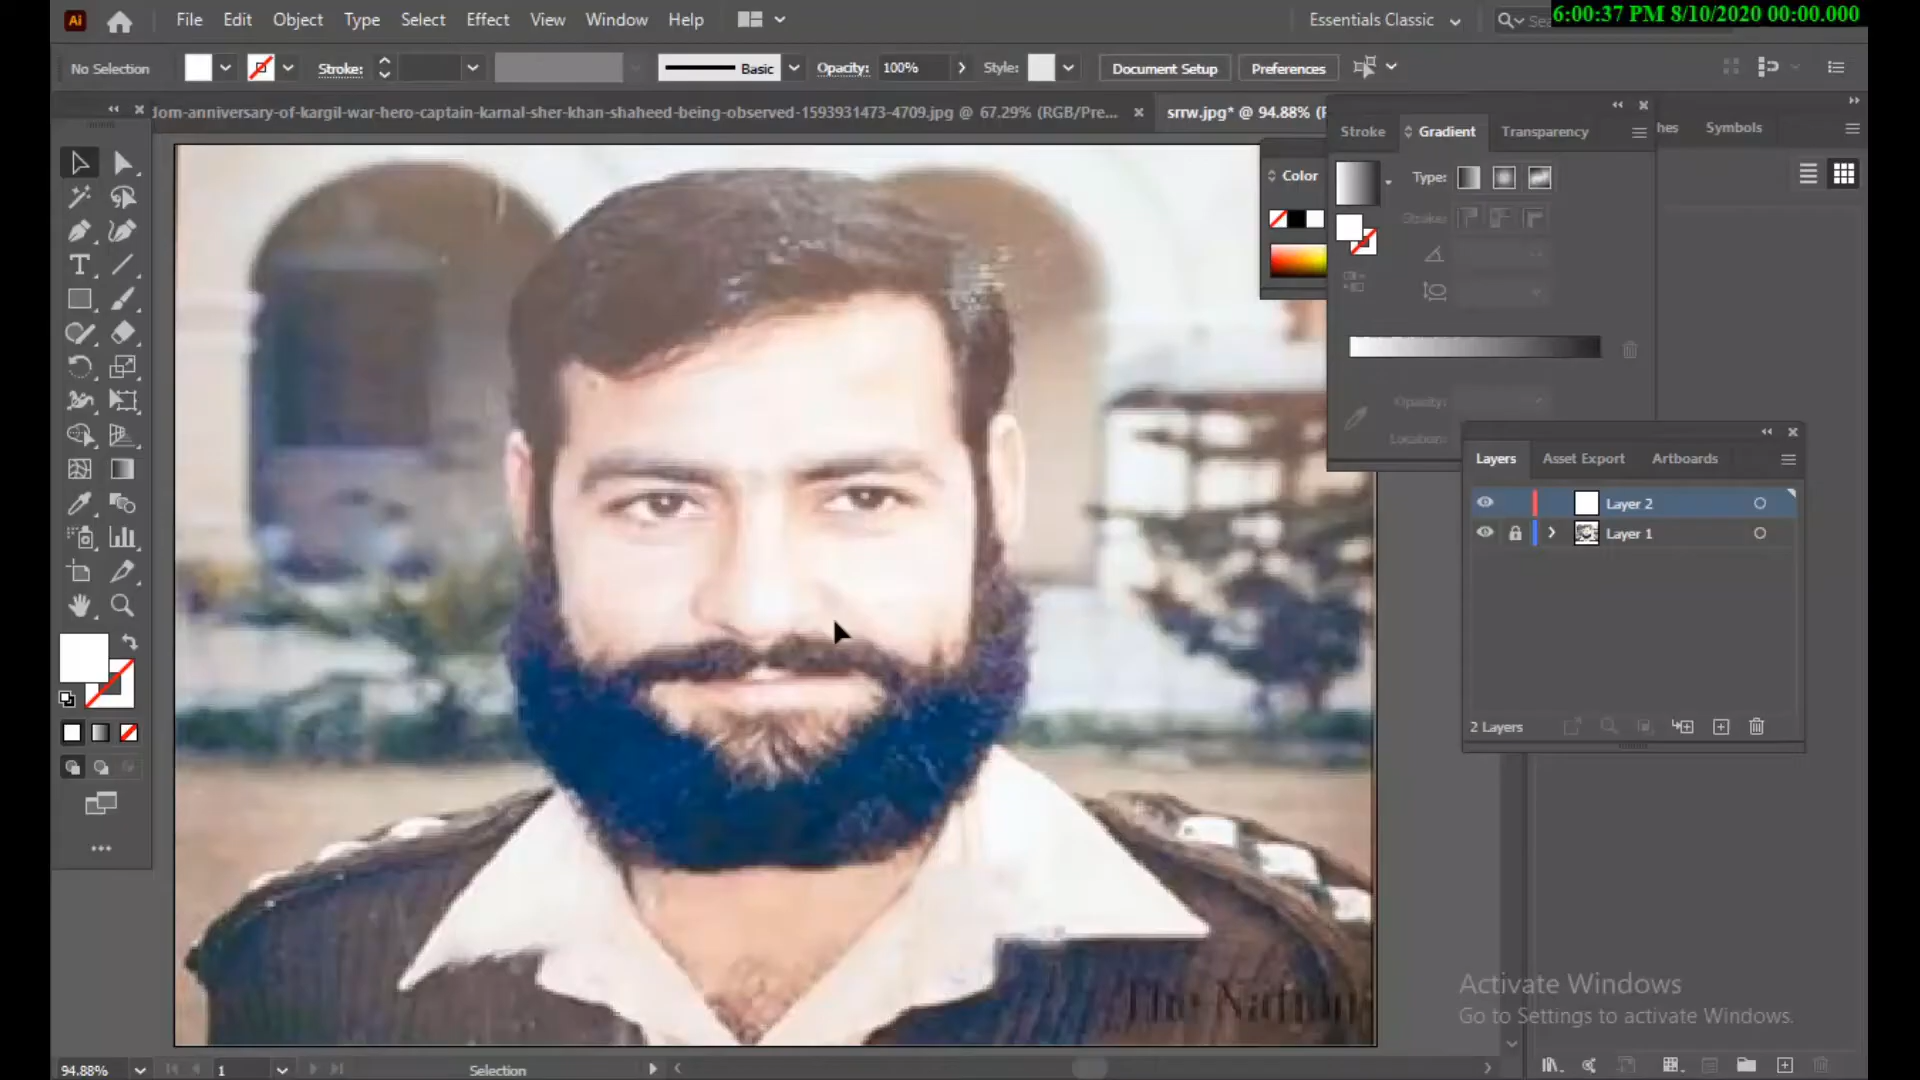 Ai File Edit Object Type Select Effect View Window Help Essentials Classic 6:00:37 PM 8/10/2020 00:00.000
No Selection Stroke: Basic Opacity: 100% Style: Document Setup Preferences
dom-anniversary-of-kargil-war-hero-captain-karnal-sher-khan-shaheed-being-observed-1593931473-4709.jpg @ 67.29% (RGB/Pre... srrw.jpg* @ 94.88%
Stroke Gradient Transparency hes Symbols
Color Type:
Stroke:
Opacity:
Location:
Layers Asset Export Artboards
Layer 2
Layer 1
2 Layers
The Nation
Activate Windows
Go to Settings to activate Windows.
94.88% 1 Selection